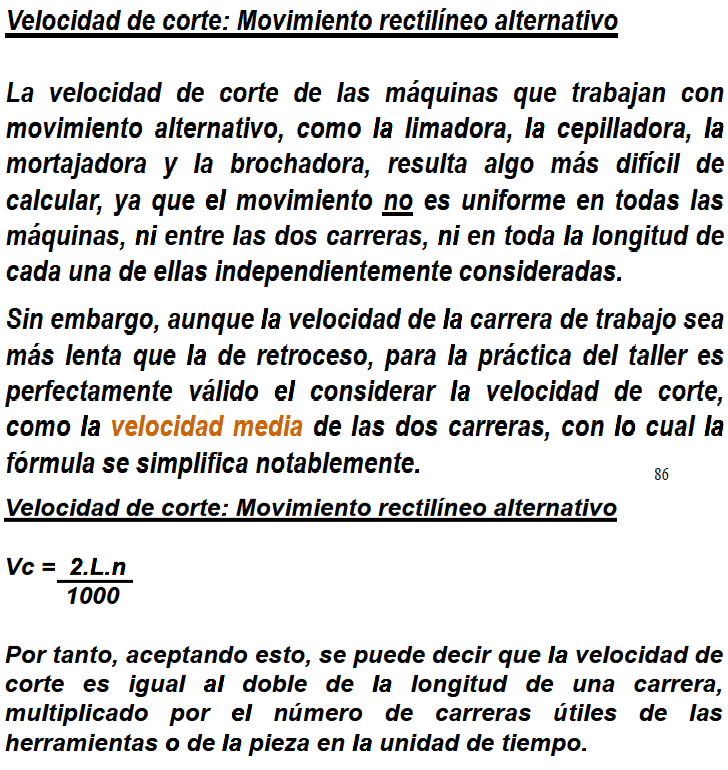 Velocidad de corte: Movimiento rectilíneo alternativo
La velocidad de corte de las máquinas que trabajan con
movimiento alternativo, como la limadora, la cepilladora, la
mortajadora y la brochadora, resulta algo más difícil de
calcular, ya que el movimiento no es uniforme en todas las
máquinas, ni entre las dos carreras, ni en toda la longitud de
cada una de ellas independientemente consideradas.
Sin embargo, aunque la velocidad de la carrera de trabajo sea
más lenta que la de retroceso, para la práctica del taller es
perfectamente válido el considerar la velocidad de corte,
como la velocidad media de las dos carreras, con lo cual la
fórmula se simplifica notablemente.
86
Velocidad de corte: Movimiento rectilíneo alternativo
Vc = 2.L.n
1000
Por tanto, aceptando esto, se puede decir que la velocidad de
corte es igual al doble de la longitud de una carrera,
multiplicado por el número de carreras útiles de las
herramientas o de la pieza en la unidad de tiempo.